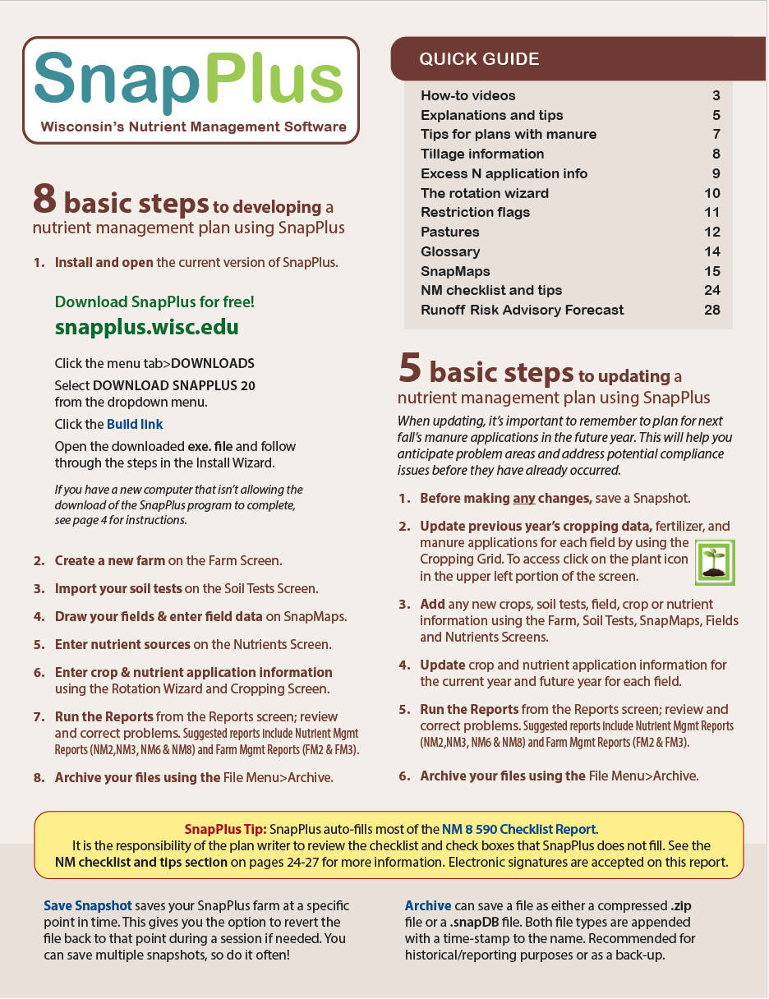 SnapPlus
Wisconsin's Nutrient Management Software
8 basic steps to developing a
nutrient management plan using SnapPlus
1. Install and open the current version of SnapPlus.
Download SnapPlus for free!
snapplus.wisc.edu
Click the menu tab>DOWNLOADS
Select DOWNLOAD SNAPPLUS 20
from the dropdown menu.
Click the Build link
Open the downloaded exe. file and follow
through the steps in the Install Wizard.
If you have a new computer that isn't allowing the
download of the SnapPlus program to complete,
see page 4 for instructions.
2. Create a new farm on the Farm Screen.
3. Import your soil tests on the Soil Tests Screen.
4. Draw your fields & enter field data on SnapMaps.
5. Enter nutrient sources on the Nutrients Screen.
6. Enter crop & nutrient application information
using the Rotation Wizard and Cropping Screen.
7. Run the Reports from the Reports screen; review
and correct problems. Suggested reports include Nutrient Mgmt
Reports (NM2,NM3, NM6 & NM8) and Farm Mgmt Reports (FM2 & FM3).
8. Archive your files using the File Menu>Archive.
QUICK GUIDE
How-to videos 3
Explanations and tips 5
Tips for plans with manure 7
Tillage information 8
Excess N application info 9
The rotation wizard 10
Restriction flags 11
Pastures 12
Glossary 14
SnapMaps 15
NM checklist and tips 24
Runoff Risk Advisory Forecast 28
5 basic steps to updating a
nutrient management plan using SnapPlus
When updating, it's important to remember to plan for next
fall's manure applications in the future year. This will help you
anticipate problem areas and address potential compliance
issues before they have already occurred.
1. Before making any changes, save a Snapshot.
2. Update previous year's cropping data, fertilizer, and
manure applications for each field by using the
Cropping Grid. To access click on the plant icon
in the upper left portion of the screen.
3. Add any new crops, soil tests, field, crop or nutrient
information using the Farm, Soil Tests, SnapMaps, Fields
and Nutrients Screens.
4. Update crop and nutrient application information for
the current year and future year for each field.
5. Run the Reports from the Reports screen; review and
correct problems. Suggested reports include Nutrient Mgmt Reports
(NM2,NM3, NM6 & NM8) and Farm Mgmt Reports (FM2 & FM3).
6. Archive your files using the File Menu>Archive.
SnapPlus Tip: SnapPlus auto-fills most of the NM 8 590 Checklist Report.
It is the responsibility of the plan writer to review the checklist and check boxes that SnapPlus does not fill. See the
NM checklist and tips section on pages 24-27 for more information. Electronic signatures are accepted on this report.
Save Snapshot saves your SnapPlus farm at a specific
point in time. This gives you the option to revert the
file back to that point during a session if needed. You
can save multiple snapshots, so do it often!
Archive can save a file as either a compressed .zip
file or a .snapDB file. Both file types are appended
with a time-stamp to the name. Recommended for
historical/reporting purposes or as a back-up.